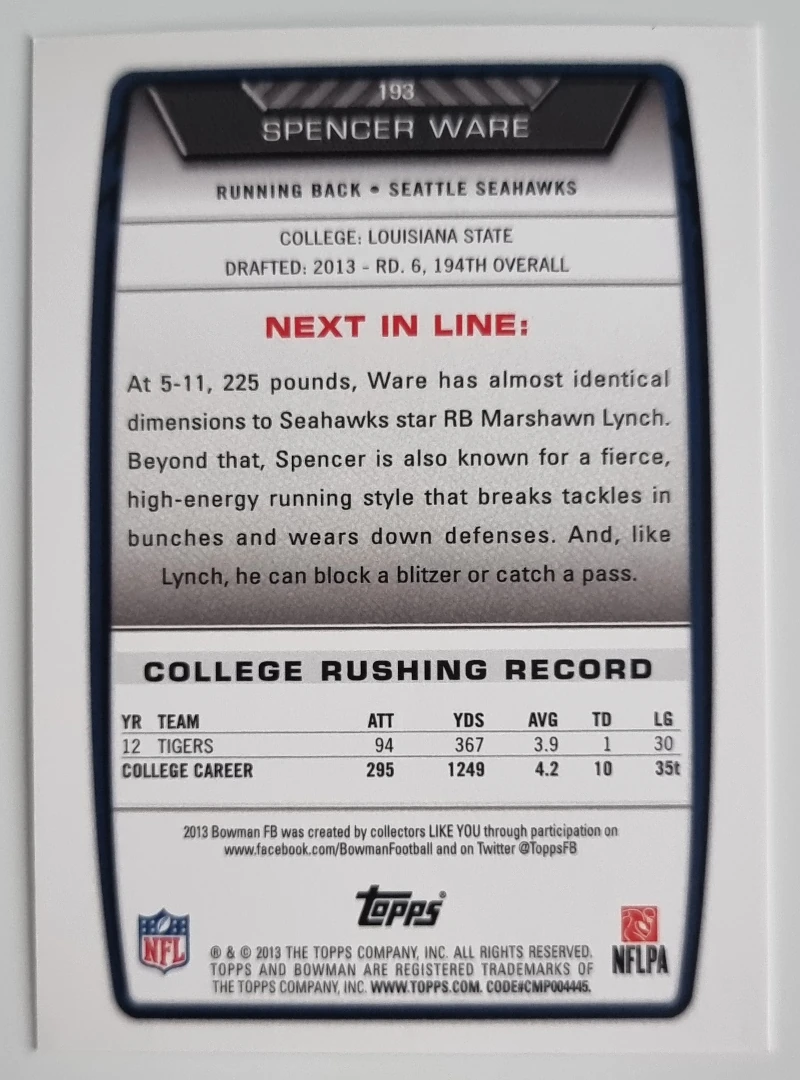 193
SPENCER WARE
RUNNING BACK • SEATTLE SEAHAWKS
COLLEGE: LOUISIANA STATE
DRAFTED: 2013 - RD. 6, 194TH OVERALL
NEXT IN LINE:
At 5-11, 225 pounds, Ware has almost identical
dimensions to Seahawks star RB Marshawn Lynch.
Beyond that, Spencer is also known for a fierce,
high-energy running style that breaks tackles in
bunches and wears down defenses. And, like
Lynch, he can block a blitzer or catch a pass.
COLLEGE RUSHING RECORD
YR TEAM ATT YDS AVG TD LG
12 TIGERS 94 367 3.9 1 30
COLLEGE CAREER 295 1249 4.2 10 35t
2013 Bowman FB was created by collectors LIKE YOU through participation on
www.facebook.com/BowmanFootball and on Twitter @ToppsFB
Topps®
NFL
® & © 2013 THE TOPPS COMPANY, INC. ALL RIGHTS RESERVED.
TOPPS AND BOWMAN ARE REGISTERED TRADEMARKS OF
THE TOPPS COMPANY, INC. WWW.TOPPS.COM. CODE#CMP004445.
NFLPA